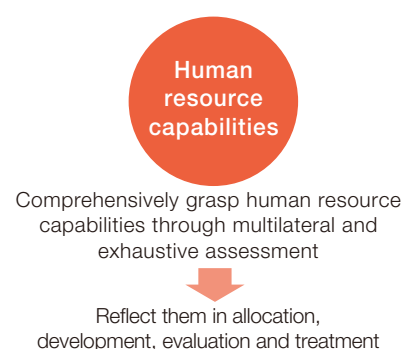 Human
resource
capabilities
Comprehensively grasp human resource
capabilities through multilateral and
exhaustive assessment
Reflect them in allocation,
development, evaluation and treatment